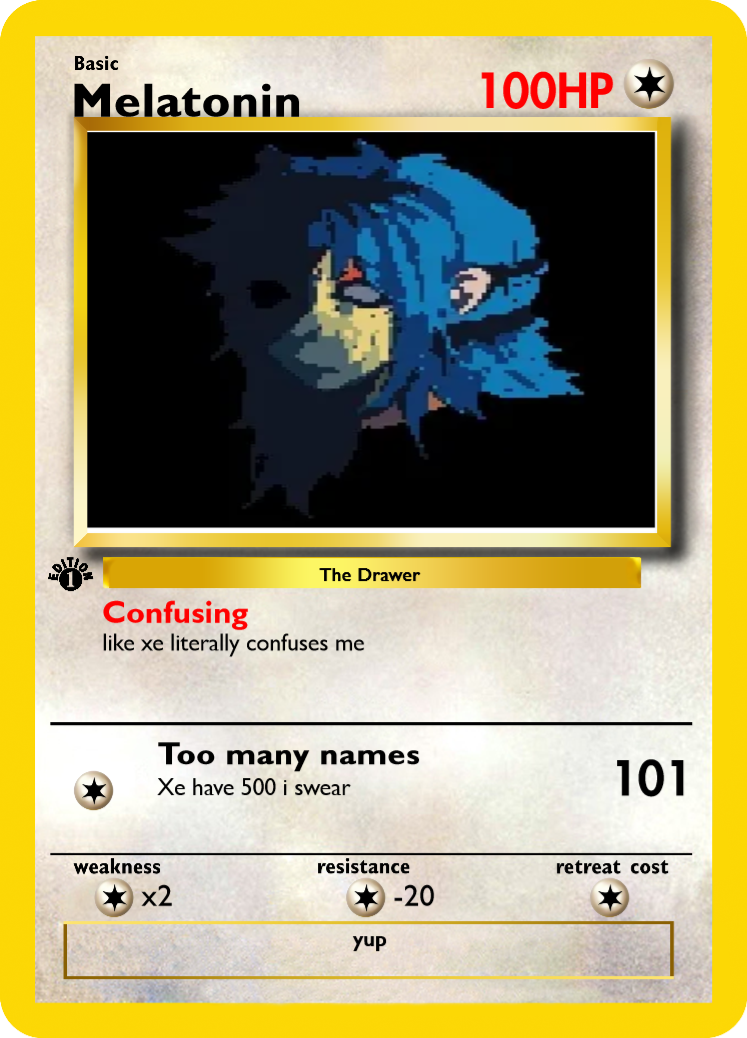 Basic
Melatonin
100HP
EDITION
1
The Drawer
Confusing
like xe literally confuses me
Too many names
Xe have 500 i swear
101
weakness
resistance
retreat cost
x2
-20
yup